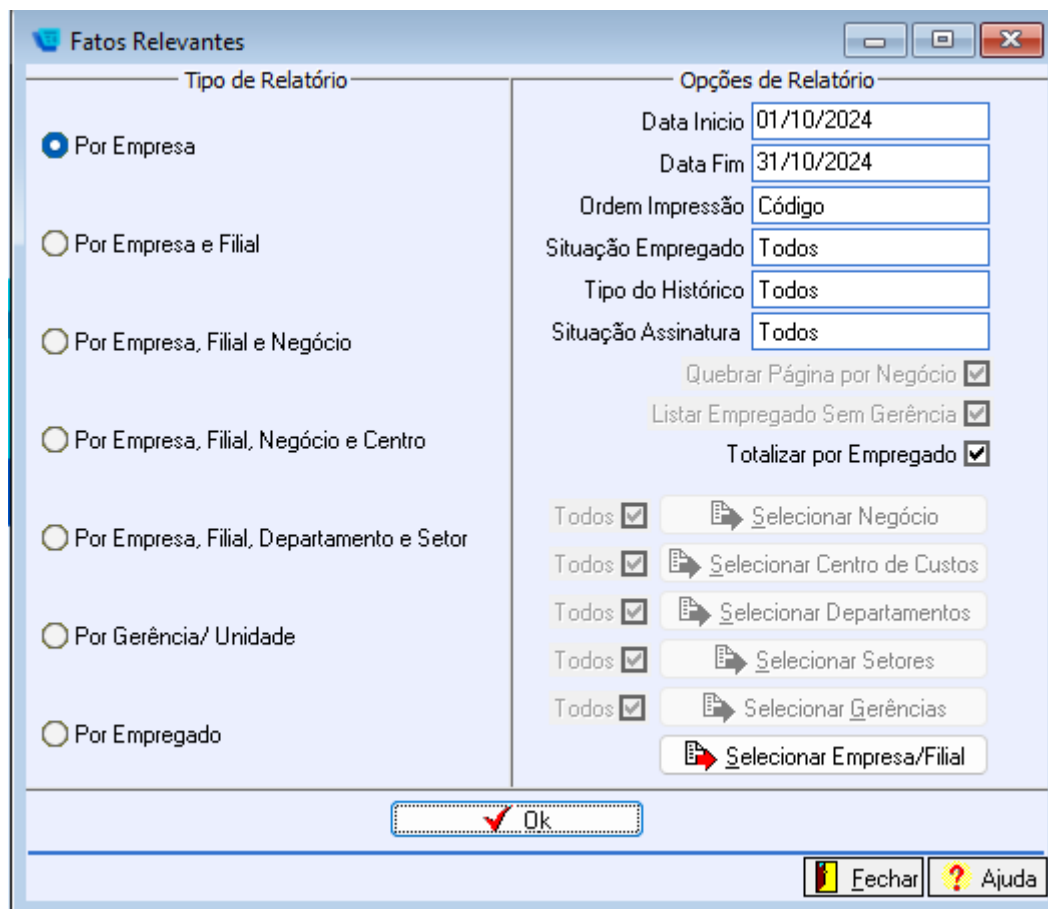 Fatos Relevantes
Tipo de Relatório
Por Empresa
Por Empresa e Filial
Por Empresa, Filial e Negócio
Por Empresa, Filial, Negócio e Centro
Por Empresa, Filial, Departamento e Setor
Por Gerência/ Unidade
Por Empregado
Opções de Relatório
Data Inicio 01/10/2024
Data Fim 31/10/2024
Ordem Impressão Código
Situação Empregado Todos
Tipo do Histórico Todos
Situação Assinatura Todos
Quebrar Página por Negócio
Listar Empregado Sem Gerência
Totalizar por Empregado
Todos Selecionar Negócio
Todos Selecionar Centro de Custos
Todos Selecionar Departamentos
Todos Selecionar Setores
Todos Selecionar Gerências
Selecionar Empresa/Filial
Ok
Fechar Ajuda